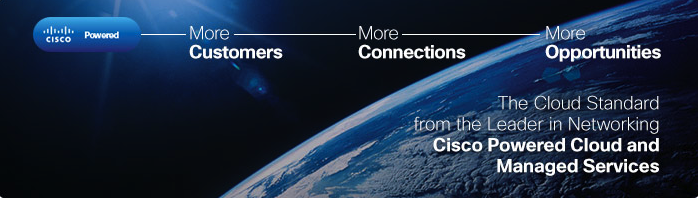 CISCO Powered
More
Customers
More
Connections
More
Opportunities
The Cloud Standard
from the Leader in Networking
Cisco Powered Cloud and
Managed Services